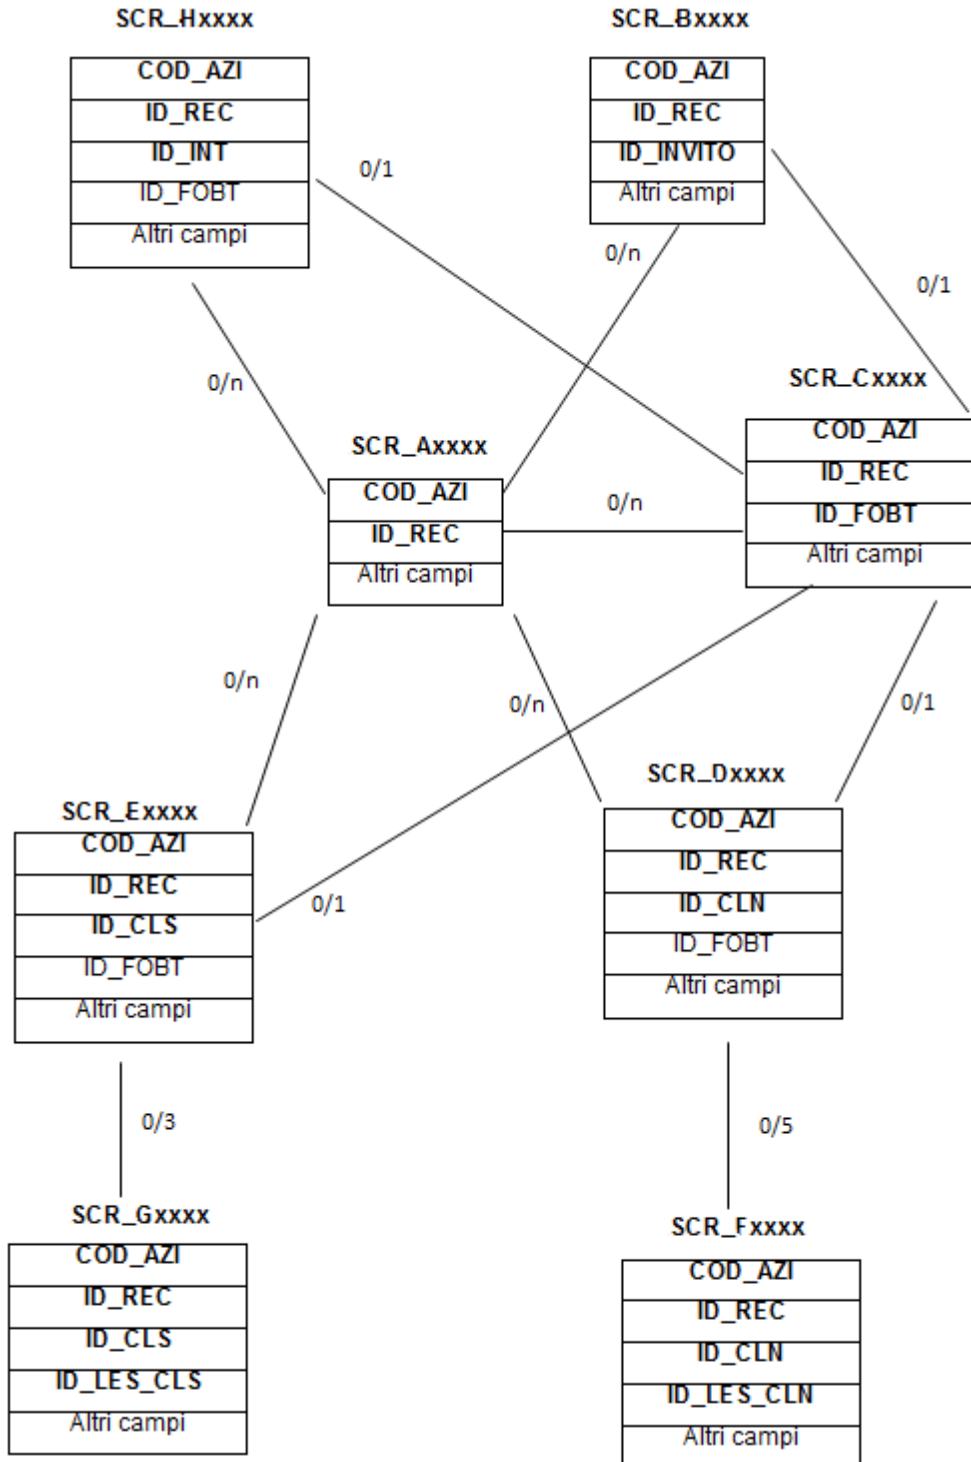 SCR_Hxxxx
COD_AZI
ID_REC
ID_INT
ID_FOBT
Altri campi
SCR_Bxxxx
COD_AZI
ID_REC
ID_INVITO
Altri campi
0/1
0/n
0/1
0/n
SCR_Cxxxx
COD_AZI
ID_REC
ID_FOBT
Altri campi
SCR_Axxxx
COD_AZI
ID_REC
Altri campi
0/n
0/n
0/n
0/1
SCR_Exxxx
COD_AZI
ID_REC
ID_CLS
ID_FOBT
Altri campi
0/1
SCR_Dxxxx
COD_AZI
ID_REC
ID_CLN
ID_FOBT
Altri campi
0/3
0/5
SCR_Gxxxx
COD_AZI
ID_REC
ID_CLS
ID_LES_CLS
Altri campi
SCR_Fxxxx
COD_AZI
ID_REC
ID_CLN
ID_LES_CLN
Altri campi